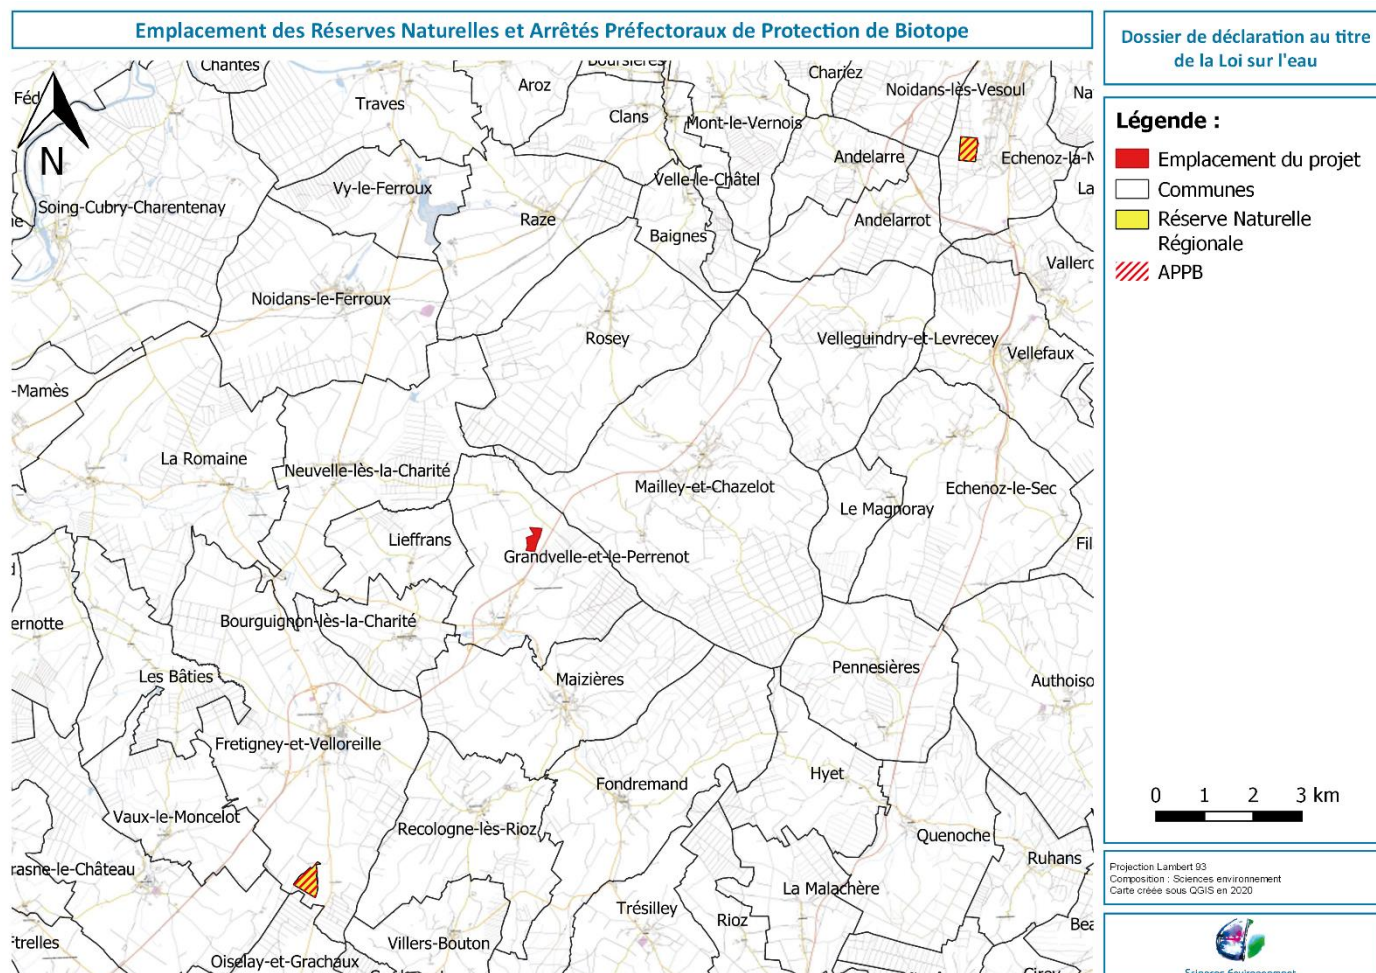 Emplacement des Réserves Naturelles et Arrêtés Préfectoraux de Protection de Biotope
Dossier de déclaration au titre
de la Loi sur l'eau
Légende :
Emplacement du projet
Communes
Réserve Naturelle
Régionale
APPB
N
Chantes
Traves
Aroz
Clans
Mont-le-Vernois
Chariez
Noidans-lès-Vesoul
Andelarre
Vy-le-Ferroux
Velle-le-Châtel
Soing-Cubry-Charentenay
Raze
Baignes
Andelarrot
Noidans-le-Ferroux
Rosey
Velleguindry-et-Levrecey
Vellefaux
-Mamès
La Romaine
Neuvelle-lès-la-Charité
Mailley-et-Chazelot
Echenoz-le-Sec
Le Magnoray
Lieffrans
Grandvelle-et-le-Perrenot
Bourguignon-lès-la-Charité
ernotte
Les Bâties
Maizières
Pennesières
Authoiso
Fretigney-et-Velloreille
Hyet
Fondremand
Vaux-le-Moncelot
Recologne-lès-Rioz
Quenoche
Ruhans
rasne-le-Château
La Malachère
Trésilley
Rioz
Villers-Bouton
Oiselay-et-Grachaux
0 1 2 3 km
Projection Lambert 93
Composition : Sciences environnement
Carte créée sous QGIS en 2020